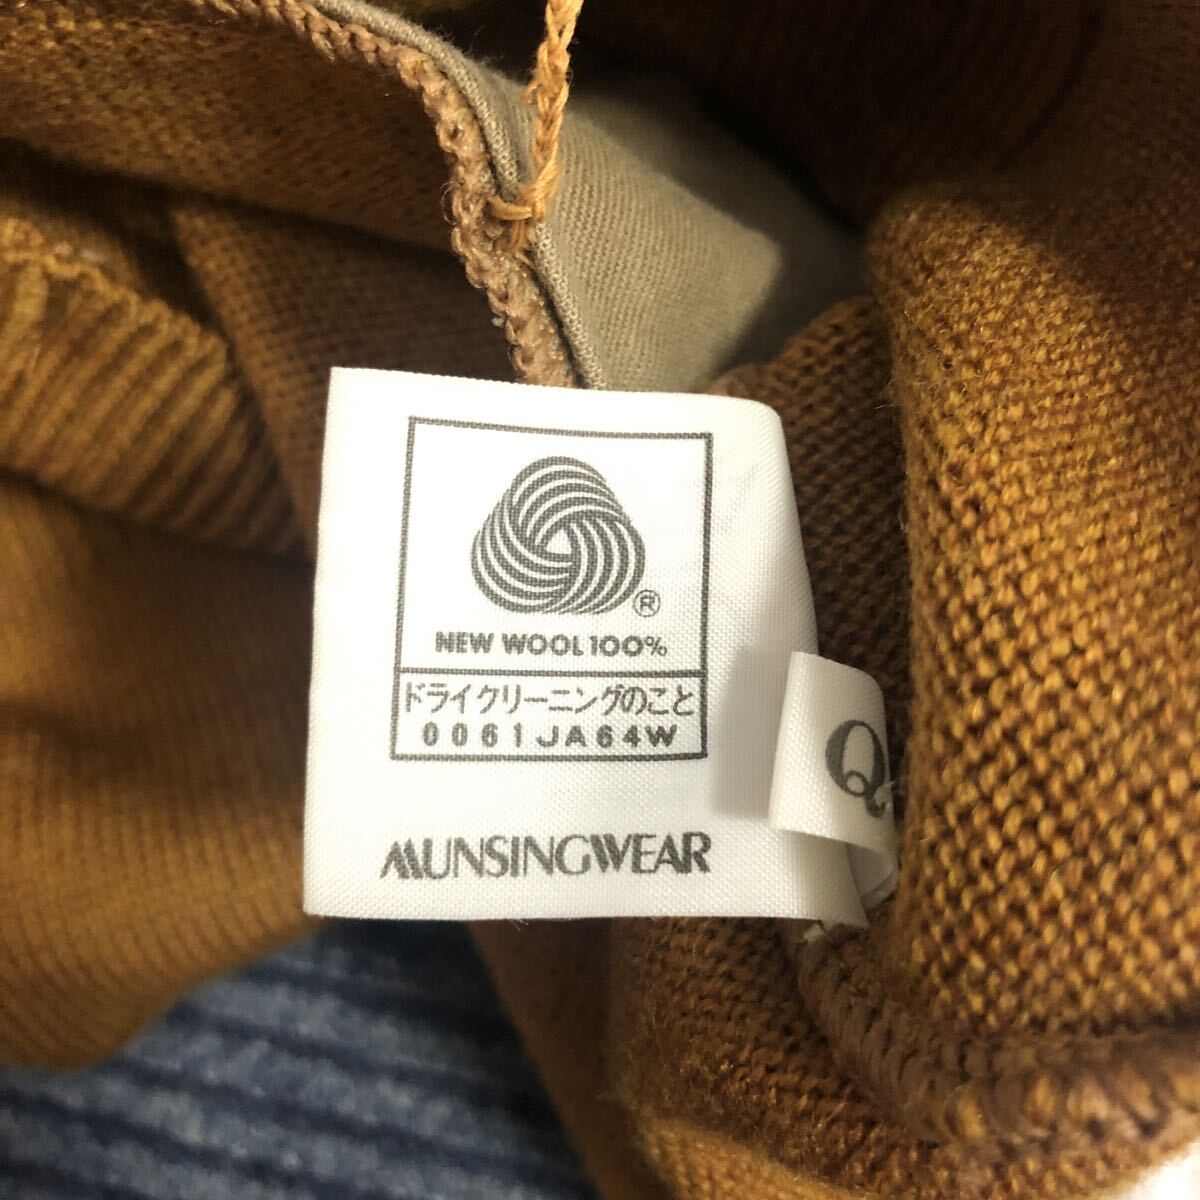 ®
NEW WOOL 100%
ドライクリーニングのこと
0061JA64W
MUNSINGWEAR
Q